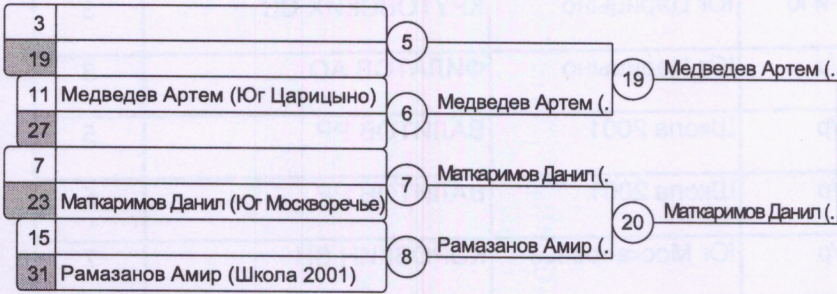 3
5
19
19
Медведев Артем (.
11 Медведев Артем (Юг Царицыно)
6
Медведев Артем (.
27
7
7
Маткаримов Данил (.
23 Маткаримов Данил (Юг Москворечье)
20
Маткаримов Данил (.
15
8
Рамазанов Амир (.
31 Рамазанов Амир (Школа 2001)